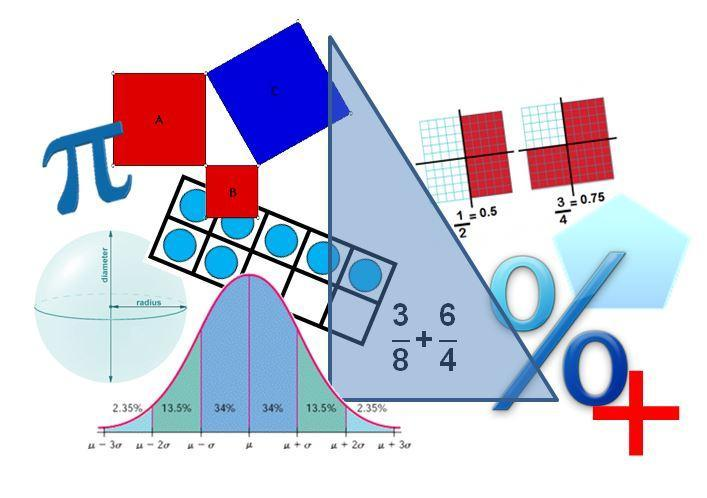 C
A
B
π
1/2 = 0.5
3/4 = 0.75
diameter
radius
%
3/8 + 6/4
+
2.35% 13.5% 34% 34% 13.5% 2.35%
μ − 3σ μ − 2σ μ − σ μ μ + σ μ + 2σ μ + 3σ